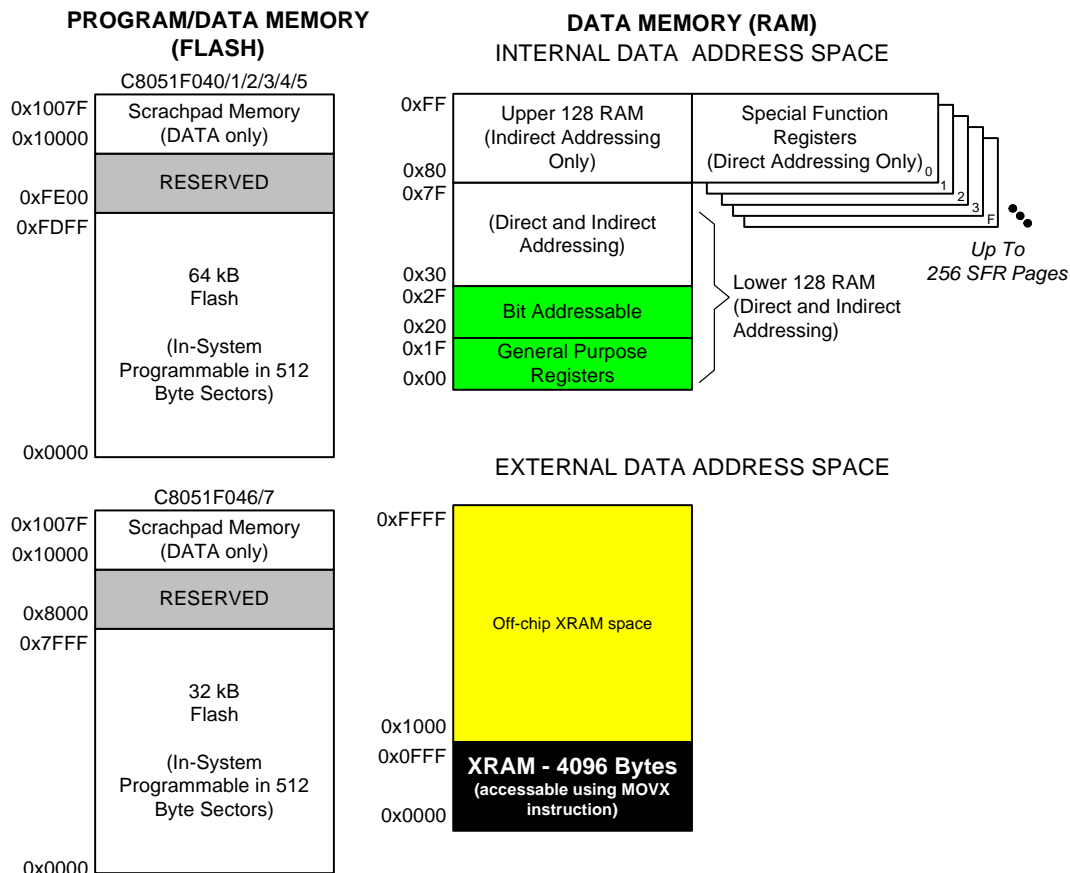 PROGRAM/DATA MEMORY
(FLASH)
C8051F040/1/2/3/4/5
0x1007F
0x10000
Scrachpad Memory
(DATA only)
RESERVED
0xFE00
0xFDFF
64 kB
Flash
(In-System
Programmable in 512
Byte Sectors)
0x0000
C8051F046/7
0x1007F
0x10000
Scrachpad Memory
(DATA only)
RESERVED
0x8000
0x7FFF
32 kB
Flash
(In-System
Programmable in 512
Byte Sectors)
0x0000
DATA MEMORY (RAM)
INTERNAL DATA ADDRESS SPACE
0xFF
Upper 128 RAM
(Indirect Addressing
Only)
0x80
Special Function
Registers
(Direct Addressing Only)
0
1
2
3
F
Up To
256 SFR Pages
0x7F
(Direct and Indirect
Addressing)
0x30
0x2F
Bit Addressable
0x20
0x1F
General Purpose
Registers
0x00
Lower 128 RAM
(Direct and Indirect
Addressing)
EXTERNAL DATA ADDRESS SPACE
0xFFFF
Off-chip XRAM space
0x1000
0x0FFF
XRAM - 4096 Bytes
(accessable using MOVX
instruction)
0x0000